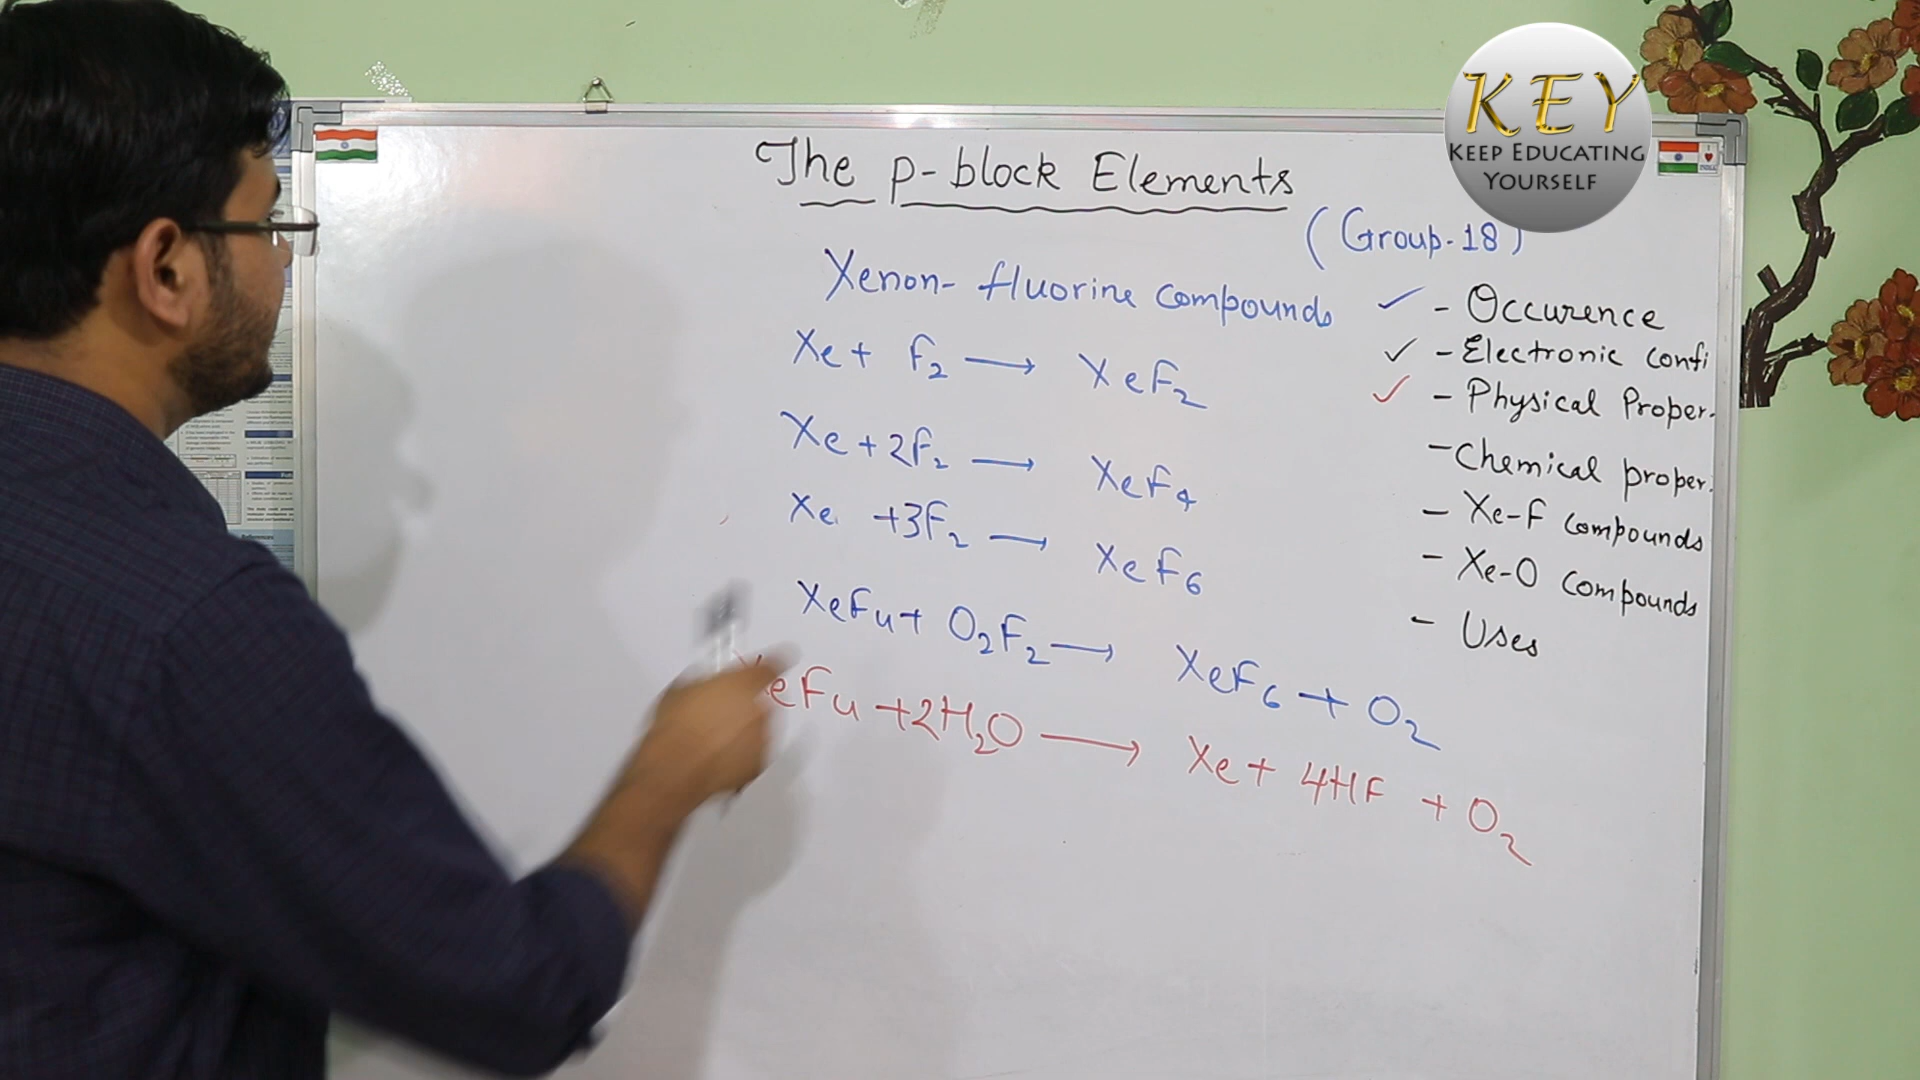 KEY
KEEP EDUCATING
YOURSELF
The p-block Elements
(Group-18)
Xenon-fluorine compounds
Xe + F₂ → XeF₂
Xe + 2F₂ → XeF₄
Xe + 3F₂ → XeF₆
XeF₄ + O₂F₂ → XeF₆ + O₂
XeF₄ + 2H₂O → Xe + 4HF + O₂
✓ - Occurence
✓ - Electronic confi
✓ - Physical Proper.
- Chemical proper.
- Xe-F compounds
- Xe-O compounds
- Uses